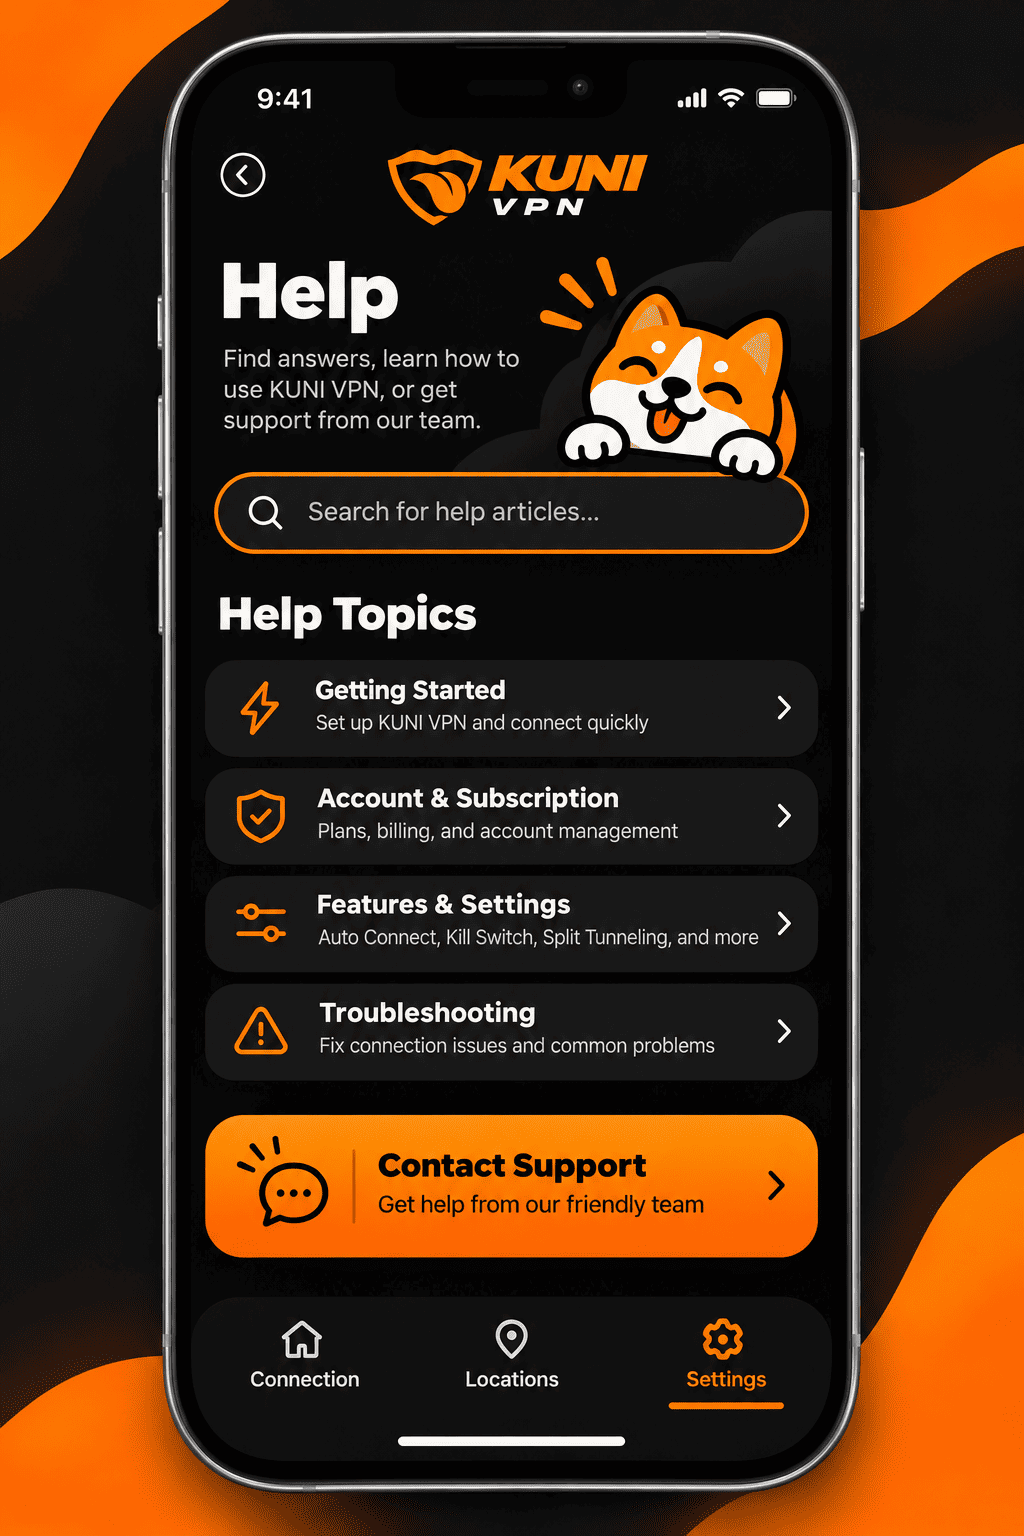 9:41
KUNI
VPN
Help
Find answers, learn how to
use KUNI VPN, or get
support from our team.
Search for help articles...
Help Topics
Getting Started
Set up KUNI VPN and connect quickly
Account & Subscription
Plans, billing, and account management
Features & Settings
Auto Connect, Kill Switch, Split Tunneling, and more
Troubleshooting
Fix connection issues and common problems
Contact Support
Get help from our friendly team
Connection
Locations
Settings